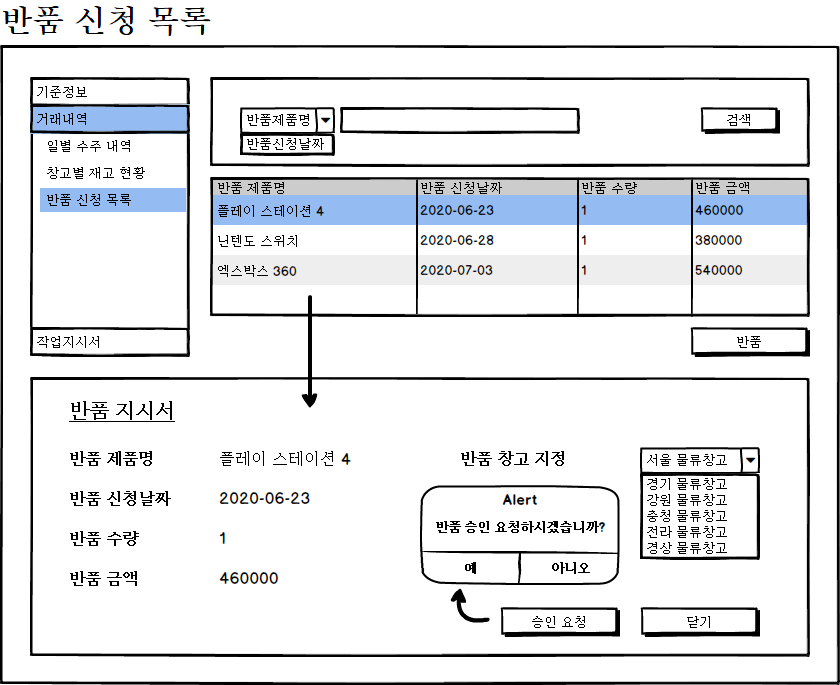 반품 신청 목록
기준정보
거래내역
일별 수주 내역
창고별 재고 현황
반품 신청 목록
작업지시서
반품제품명
반품신청날짜
검색
반품 제품명 반품 신청날짜 반품 수량 반품 금액
플레이 스테이션 4 2020-06-23 1 460000
닌텐도 스위치 2020-06-28 1 380000
엑스박스 360 2020-07-03 1 540000
반품
반품 지시서
반품 제품명 플레이 스테이션 4
반품 신청날짜 2020-06-23
반품 수량 1
반품 금액 460000
반품 창고 지정
서울 물류창고
경기 물류창고
강원 물류창고
충청 물류창고
전라 물류창고
경상 물류창고
Alert
반품 승인 요청하시겠습니까?
예 아니오
승인 요청 닫기